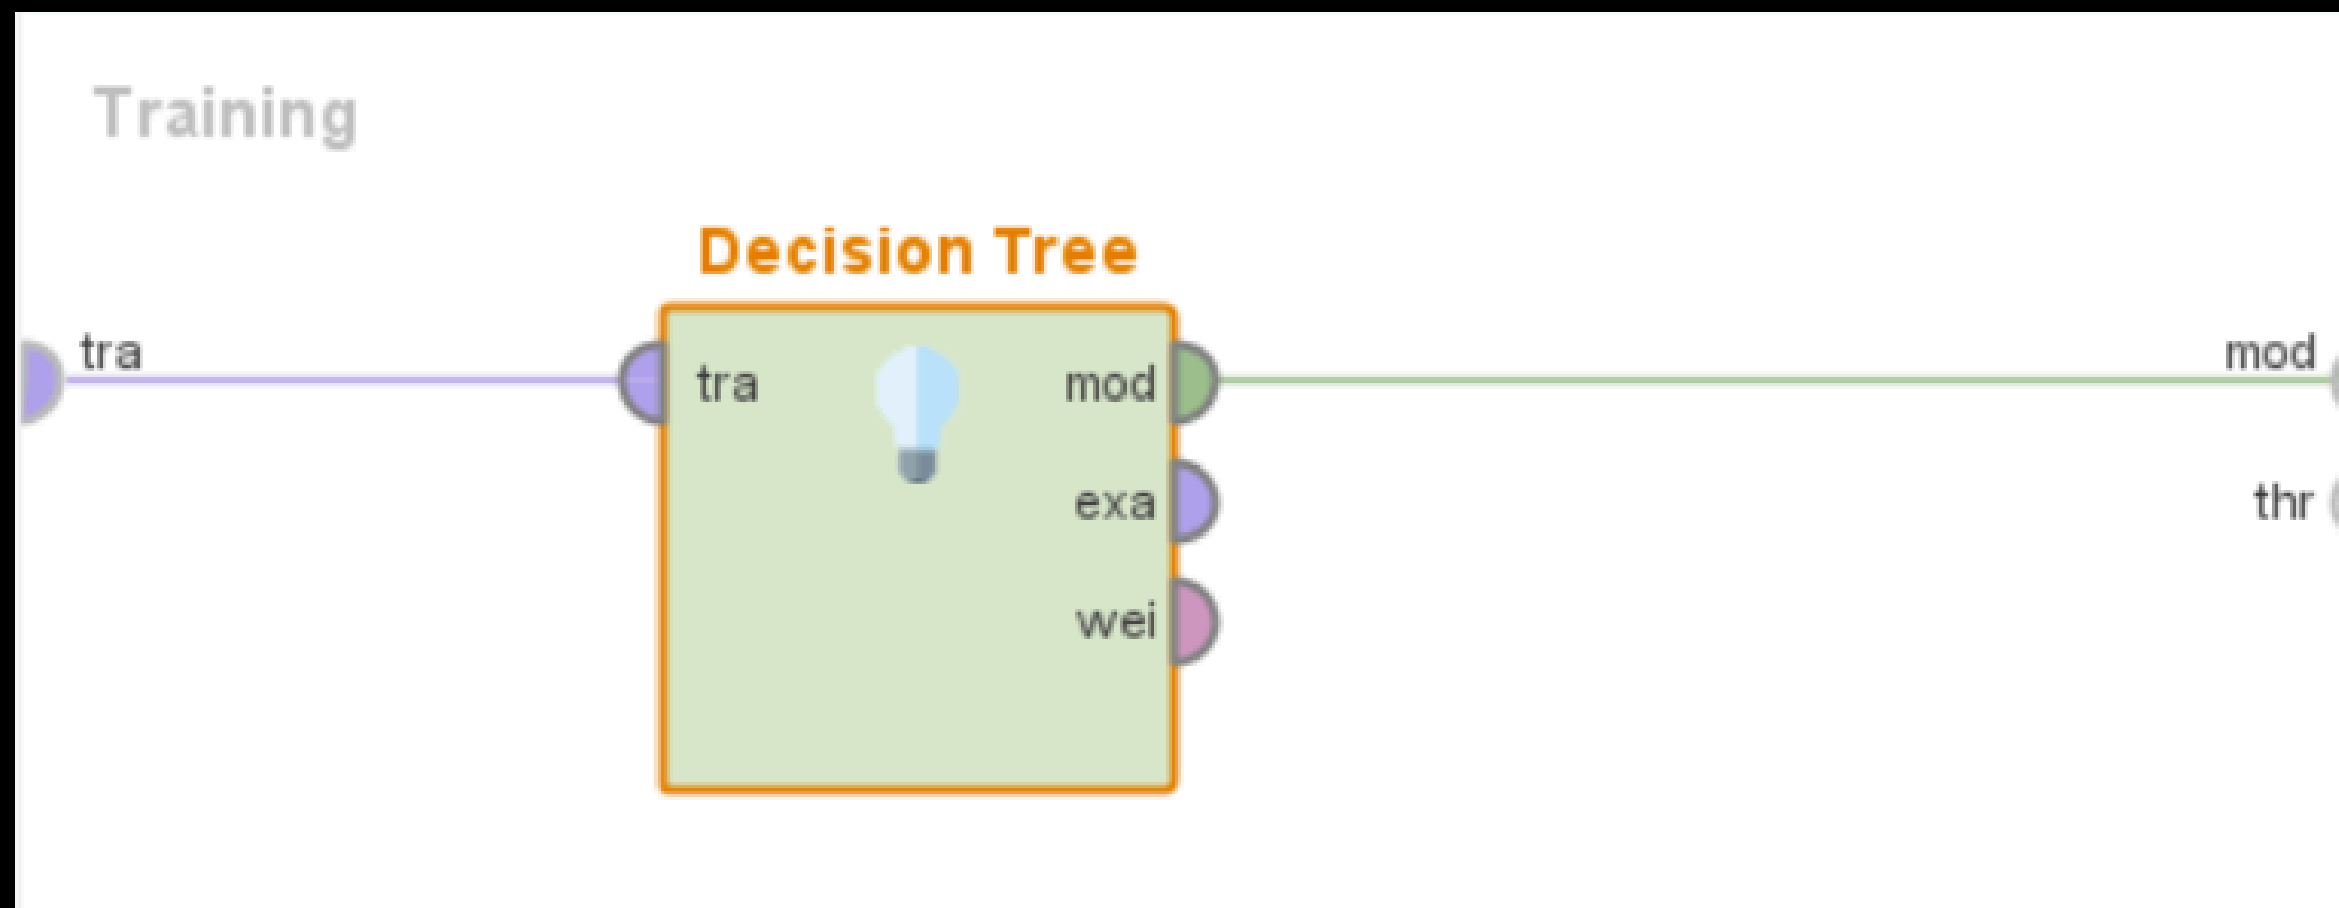 Training
Decision Tree
tra
tra
mod
mod
exa
thr
wei